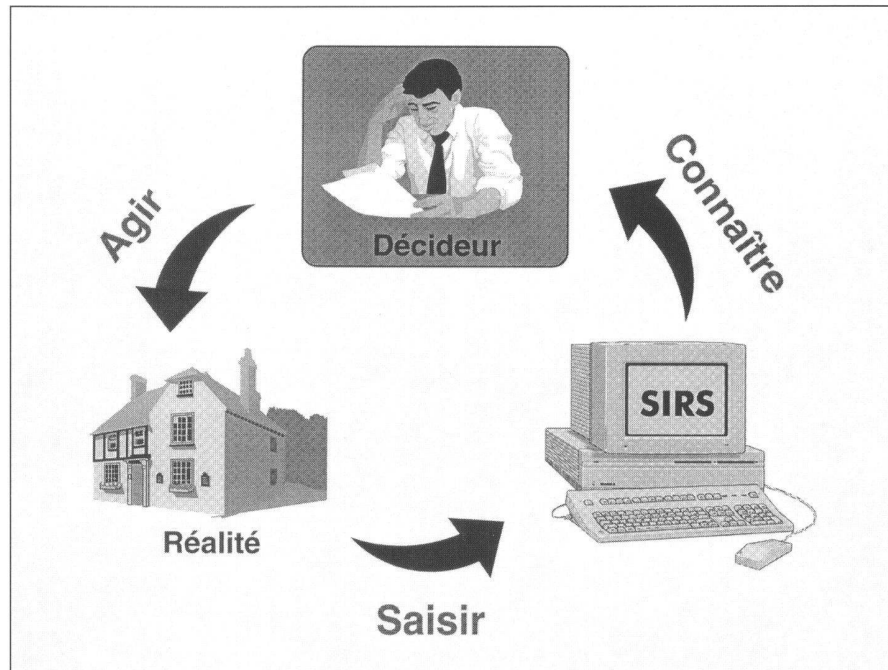 Décideur
Agir
Connaître
SIRS
Réalité
Saisir